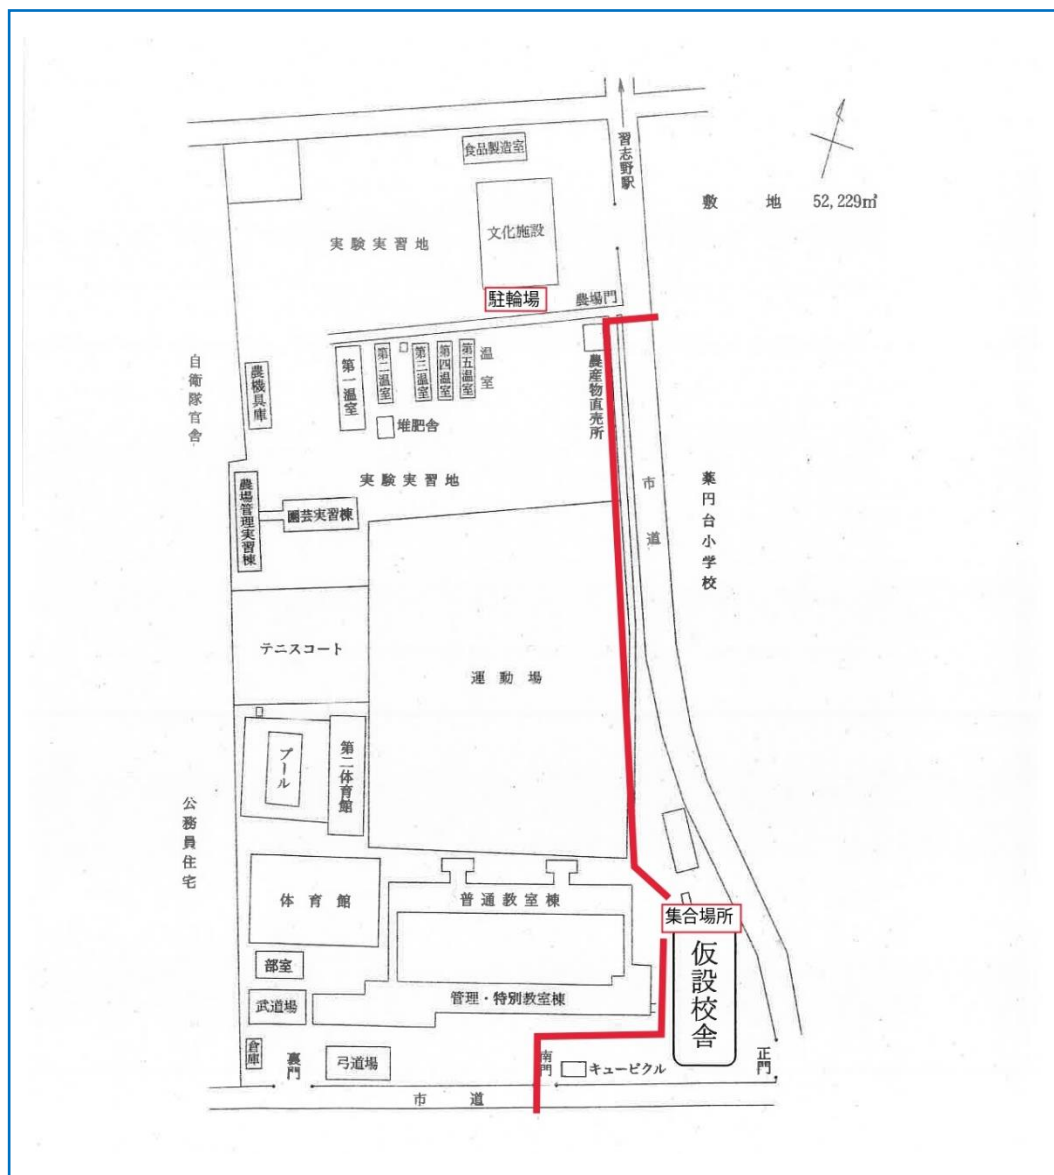 食品製造室
習志野駅
敷地 52,229㎡
文化施設
実験実習地
駐輪場
農場門
自衛隊官舎
農機具庫
第一温室
第二温室
第三温室
第四温室
第五温室
温室
堆肥舎
農産物直売所
市道
薬円台小学校
実験実習地
農場管理実習棟
園芸実習棟
テニスコート
運動場
プール
第二体育館
公務員住宅
体育館
普通教室棟
集合場所
仮設校舎
部室
武道場
管理・特別教室棟
倉庫
裏門
弓道場
南門
キュービクル
正門
市道